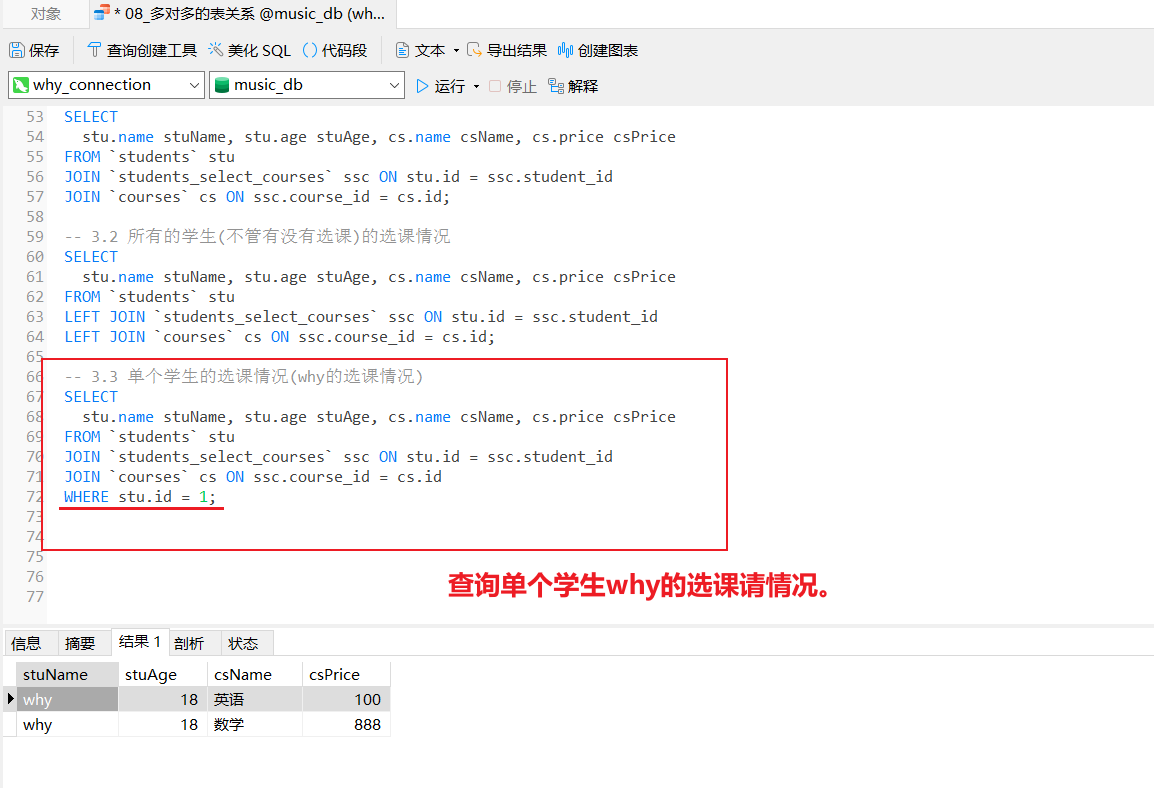 对象
* 08_多对多的表关系 @music_db (wh...
保存 查询创建工具 美化 SQL () 代码段 文本 导出结果 创建图表
why_connection music_db 运行 停止 解释
53 SELECT
54 stu.name stuName, stu.age stuAge, cs.name csName, cs.price csPrice
55 FROM `students` stu
56 JOIN `students_select_courses` ssc ON stu.id = ssc.student_id
57 JOIN `courses` cs ON ssc.course_id = cs.id;
58
59 -- 3.2 所有的学生(不管有没有选课)的选课情况
60 SELECT
61 stu.name stuName, stu.age stuAge, cs.name csName, cs.price csPrice
62 FROM `students` stu
63 LEFT JOIN `students_select_courses` ssc ON stu.id = ssc.student_id
64 LEFT JOIN `courses` cs ON ssc.course_id = cs.id;
65
66 -- 3.3 单个学生的选课情况(why的选课情况)
67 SELECT
68 stu.name stuName, stu.age stuAge, cs.name csName, cs.price csPrice
69 FROM `students` stu
70 JOIN `students_select_courses` ssc ON stu.id = ssc.student_id
71 JOIN `courses` cs ON ssc.course_id = cs.id
72 WHERE stu.id = 1;
73
74
75
76
77
查询单个学生why的选课请情况。
信息 摘要 结果 1 剖析 状态
stuName stuAge csName csPrice
why 18 英语 100
why 18 数学 888